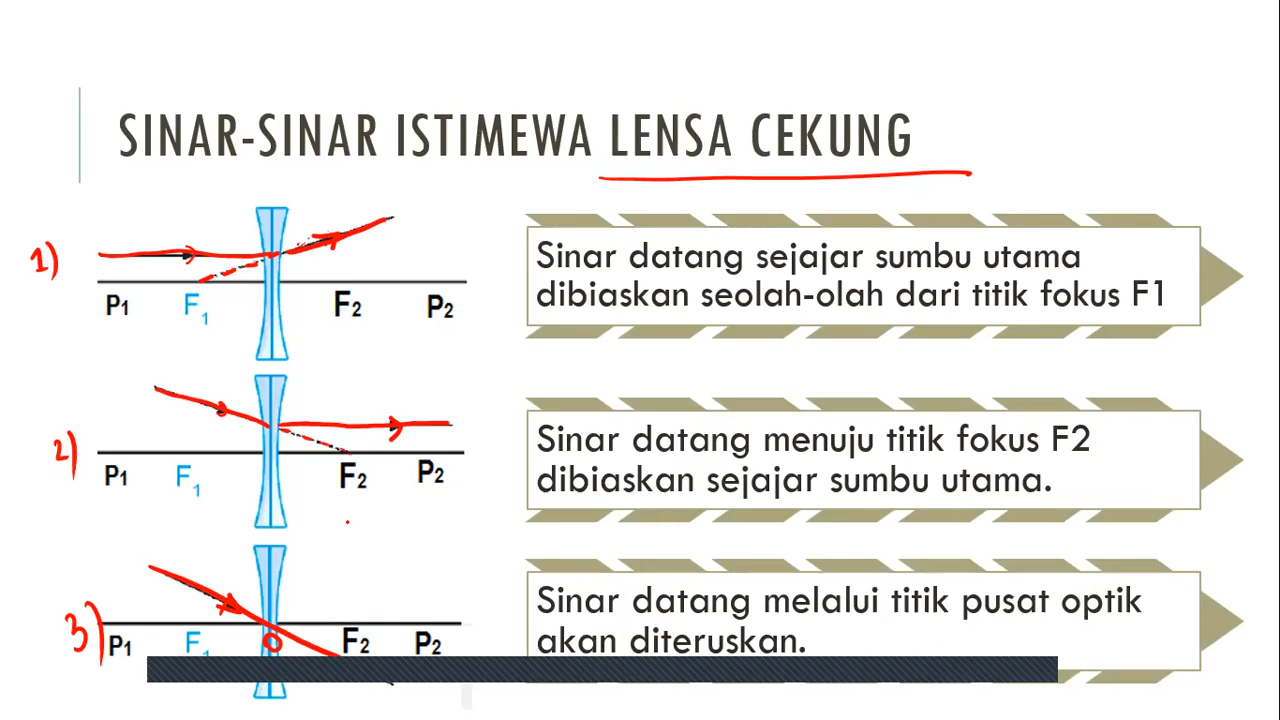 SINAR-SINAR ISTIMEWA LENSA CEKUNG
1)
P1 F1 F2 P2
Sinar datang sejajar sumbu utama
dibiaskan seolah-olah dari titik fokus F1
2)
P1 F1 F2 P2
Sinar datang menuju titik fokus F2
dibiaskan sejajar sumbu utama.
3)
P1 F1 O F2 P2
Sinar datang melalui titik pusat optik
akan diteruskan.